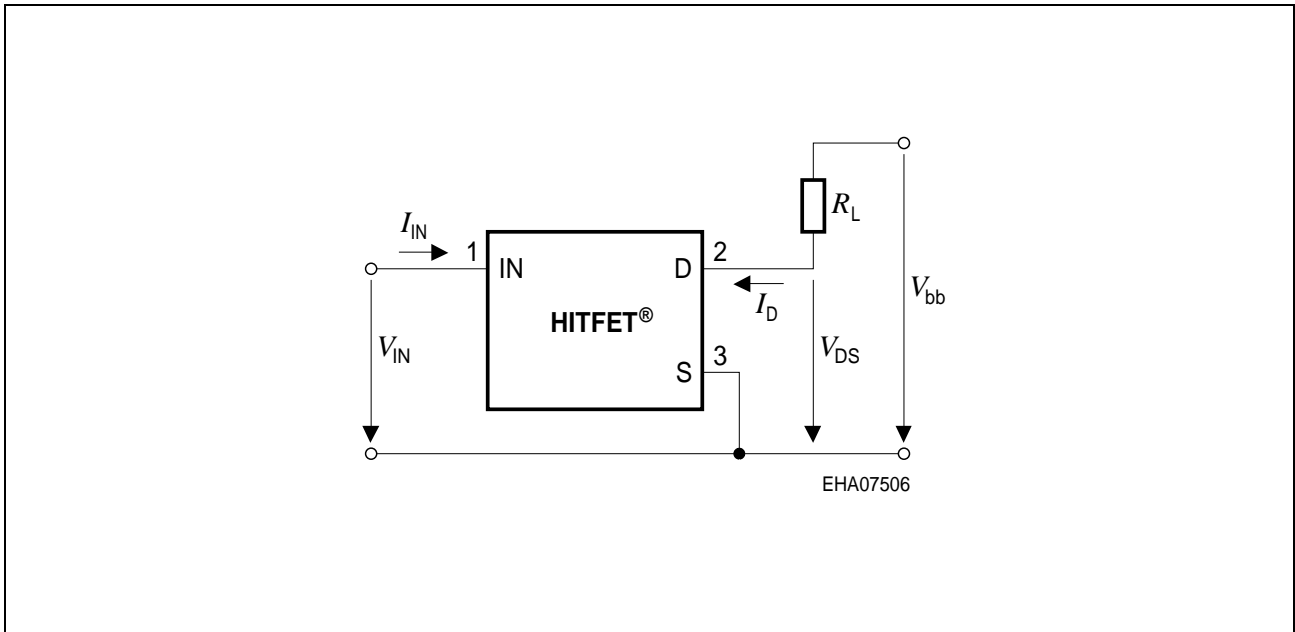 R_L
I_IN
1
2
IN
D
V_bb
I_D
HITFET®
V_IN
V_DS
3
S
EHA07506